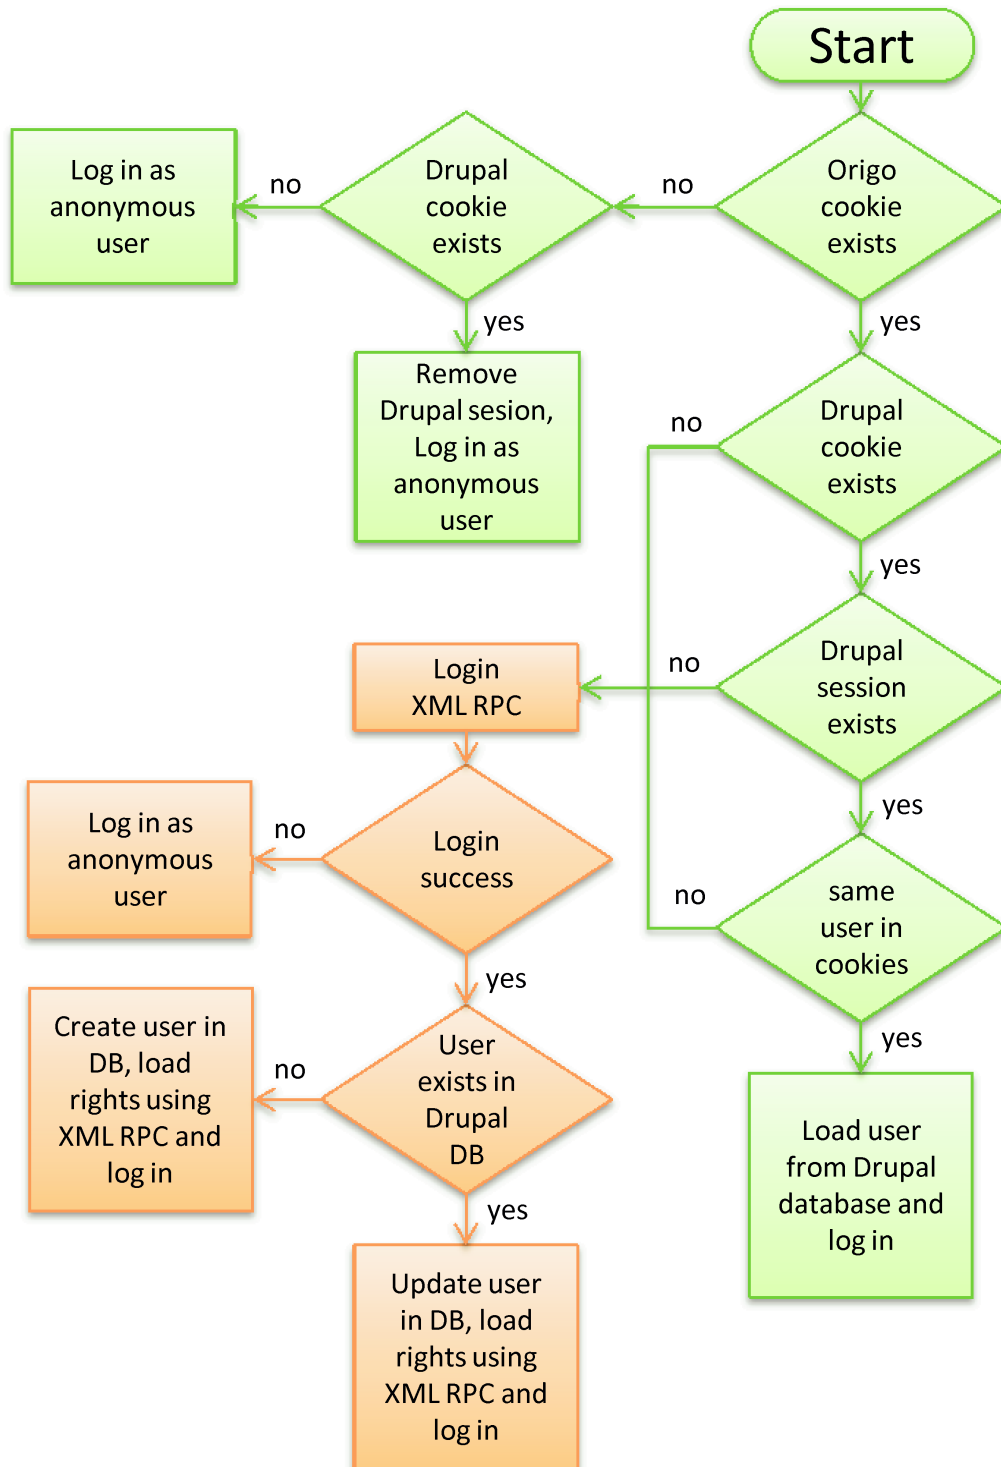 Start
Origo
cookie
exists
no
Drupal
cookie
exists
no
Log in as
anonymous
user
yes
Remove
Drupal sesion,
Log in as
anonymous
user
yes
Drupal
cookie
exists
no
yes
Drupal
session
exists
no
Login
XML RPC
yes
same
user in
cookies
no
yes
Load user
from Drupal
database and
log in
Login
success
no
Log in as
anonymous
user
yes
User
exists in
Drupal
DB
no
Create user in
DB, load
rights using
XML RPC and
log in
yes
Update user
in DB, load
rights using
XML RPC and
log in